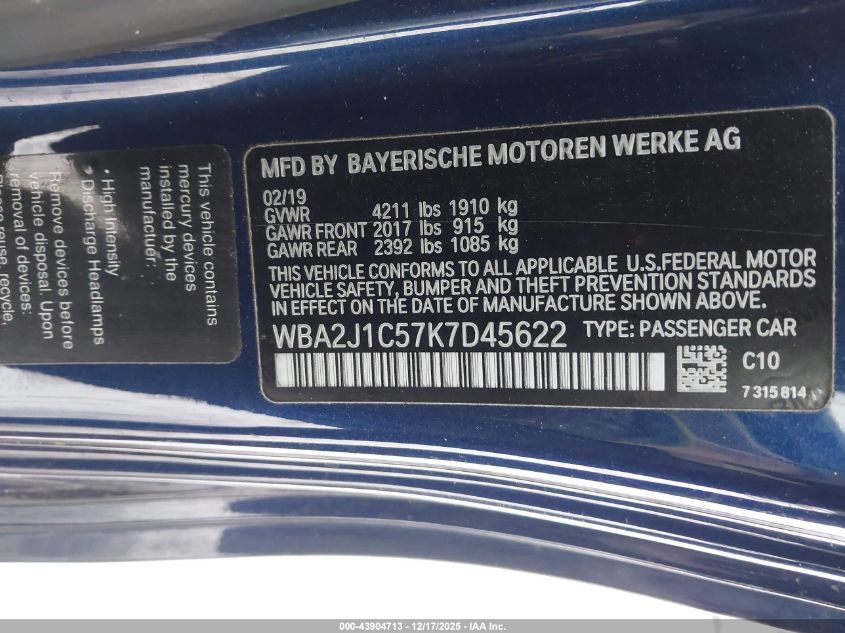 MFD BY BAYERISCHE MOTOREN WERKE AG
02/19
GVWR 4211 lbs 1910 kg
GAWR FRONT 2017 lbs 915 kg
GAWR REAR 2392 lbs 1085 kg
THIS VEHICLE CONFORMS TO ALL APPLICABLE U.S.FEDERAL MOTOR
VEHICLE SAFETY, BUMPER AND THEFT PREVENTION STANDARDS
IN EFFECT ON THE DATE OF MANUFACTURE SHOWN ABOVE.
WBA2J1C57K7D45622 TYPE: PASSENGER CAR
C10
7 315 814
This vehicle contains
mercury devices
installed by the
manufacturer:
• High Intensity
Discharge Headlamps
Remove devices before
vehicle disposal. Upon
Please reuse, recycle,
000-43904713 - 12/17/2025 - IAA Inc.